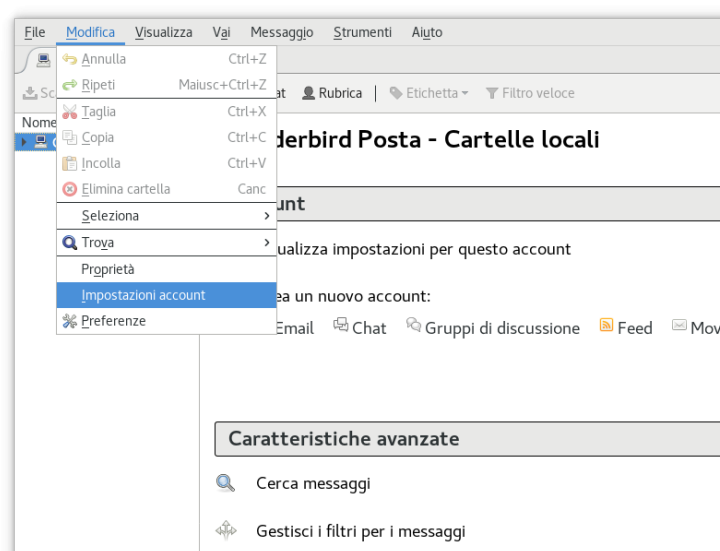 File Modifica Visualizza Vai Messaggio Strumenti Aiuto
Annulla Ctrl+Z
Ripeti Maiusc+Ctrl+Z
Rubrica Etichetta Filtro veloce
Taglia Ctrl+X
Nome
Copia Ctrl+C
derbird Posta - Cartelle locali
Incolla Ctrl+V
Elimina cartella Canc
Seleziona
unt
Trova
ualizza impostazioni per questo account
Proprietà
Impostazioni account
ea un nuovo account:
Preferenze
Email Chat Gruppi di discussione Feed Mov
Caratteristiche avanzate
Cerca messaggi
Gestisci i filtri per i messaggi